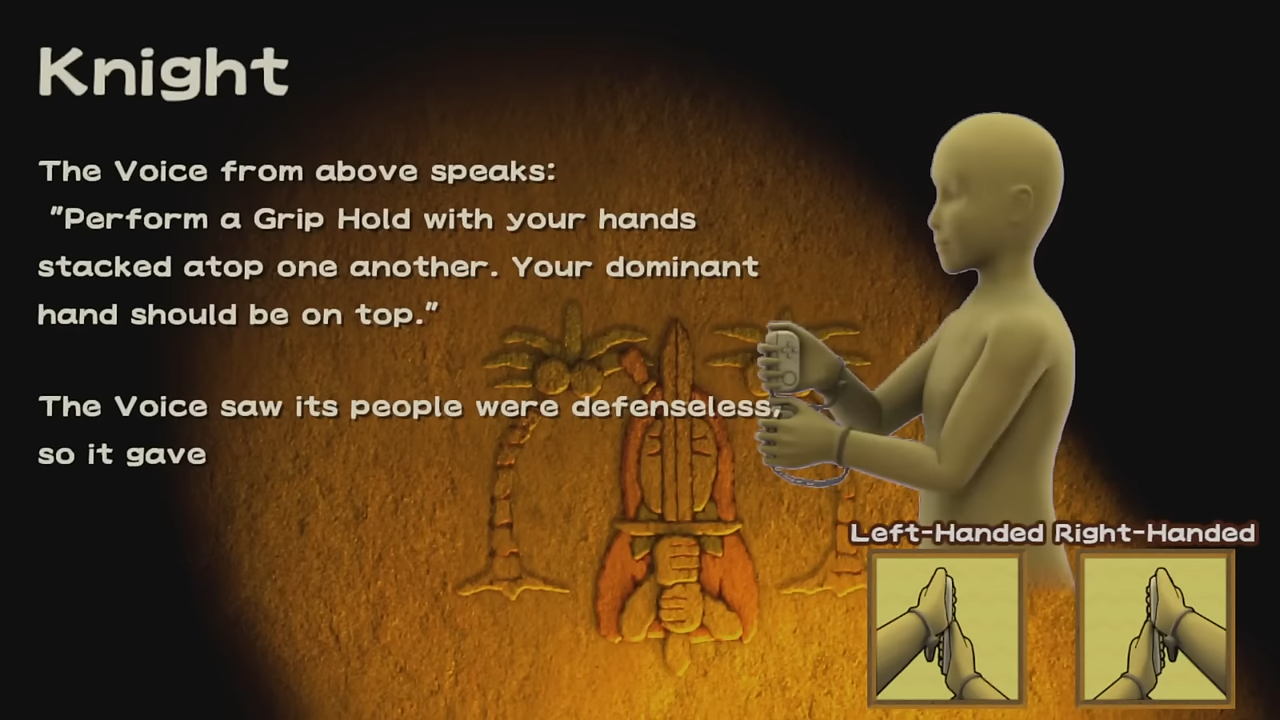 Knight
The Voice from above speaks:
"Perform a Grip Hold with your hands
stacked atop one another. Your dominant
hand should be on top."
The Voice saw its people were defenseless,
so it gave
Left-Handed Right-Handed